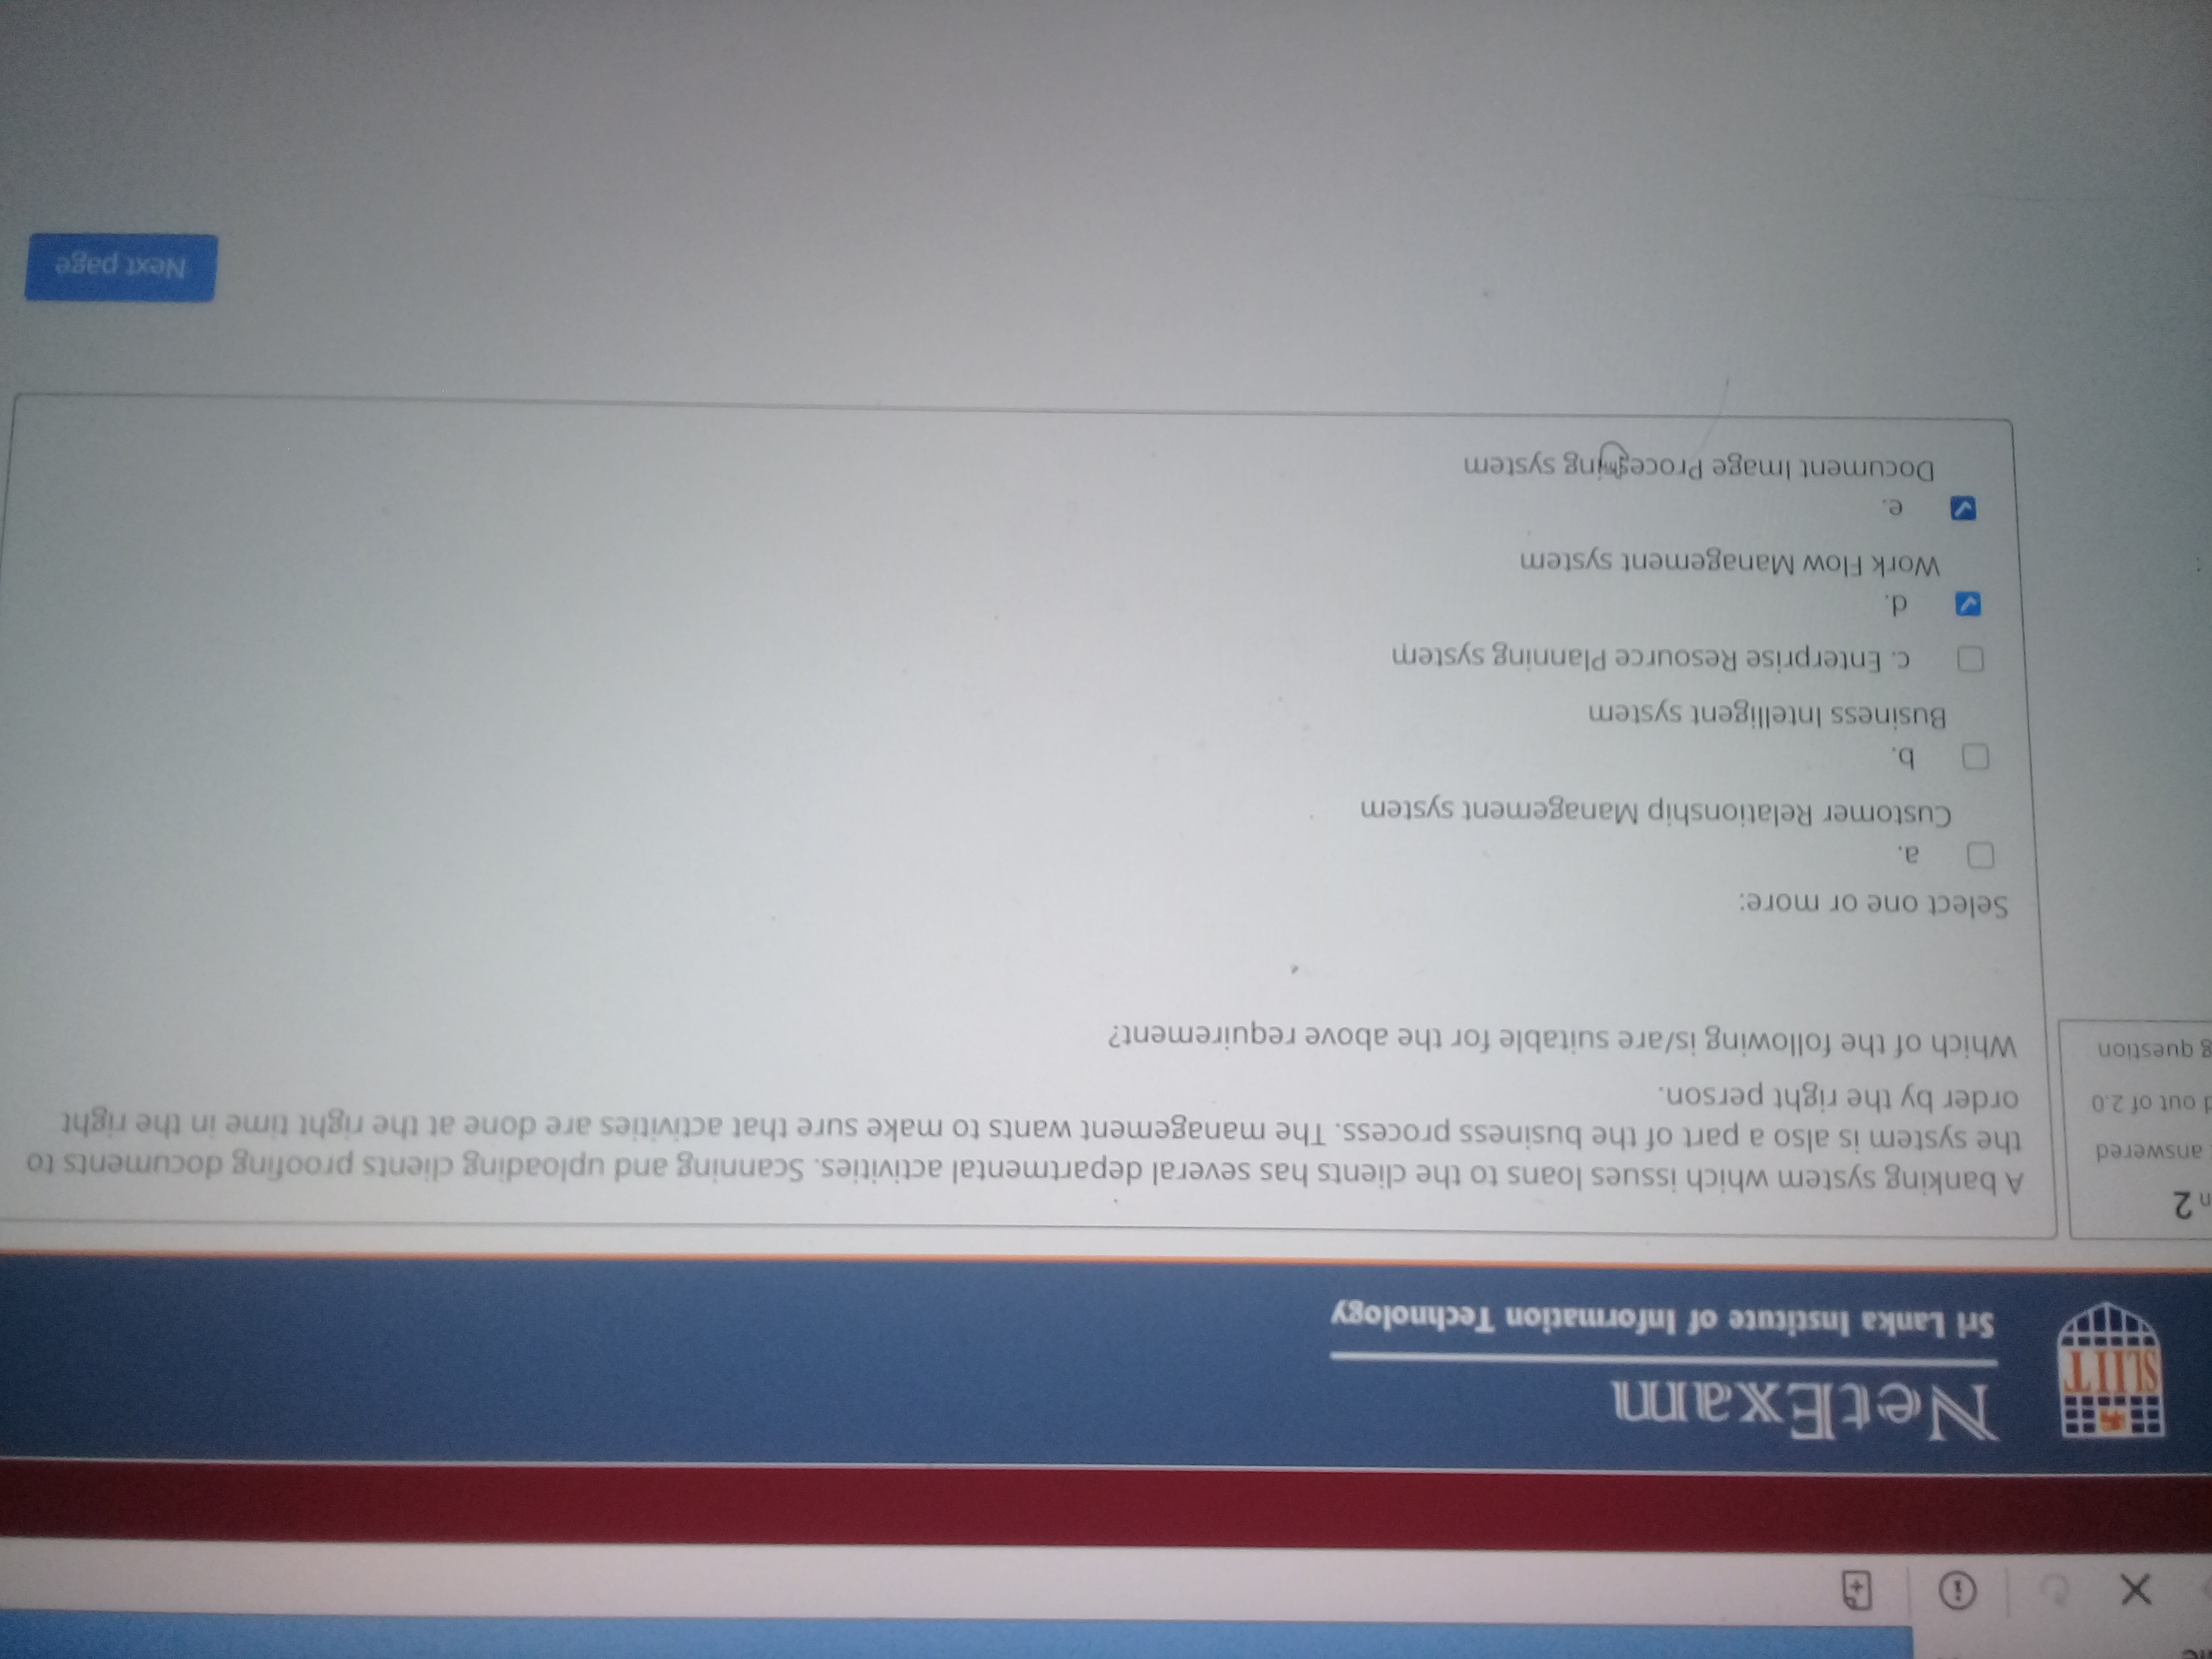 NetExam
SLIIT
Sri Lanka Institute of Information Technology
n 2
answered
d out of 2.0
g question
A banking system which issues loans to the clients has several departmental activities. Scanning and uploading clients proofing documents to
the system is also a part of the business process. The management wants to make sure that activities are done at the right time in the right
order by the right person.
Which of the following is/are suitable for the above requirement?
Select one or more:
a.
Customer Relationship Management system
b.
Business Intelligent system
c. Enterprise Resource Planning system
d.
Work Flow Management system
e.
Document Image Processing system
Next page